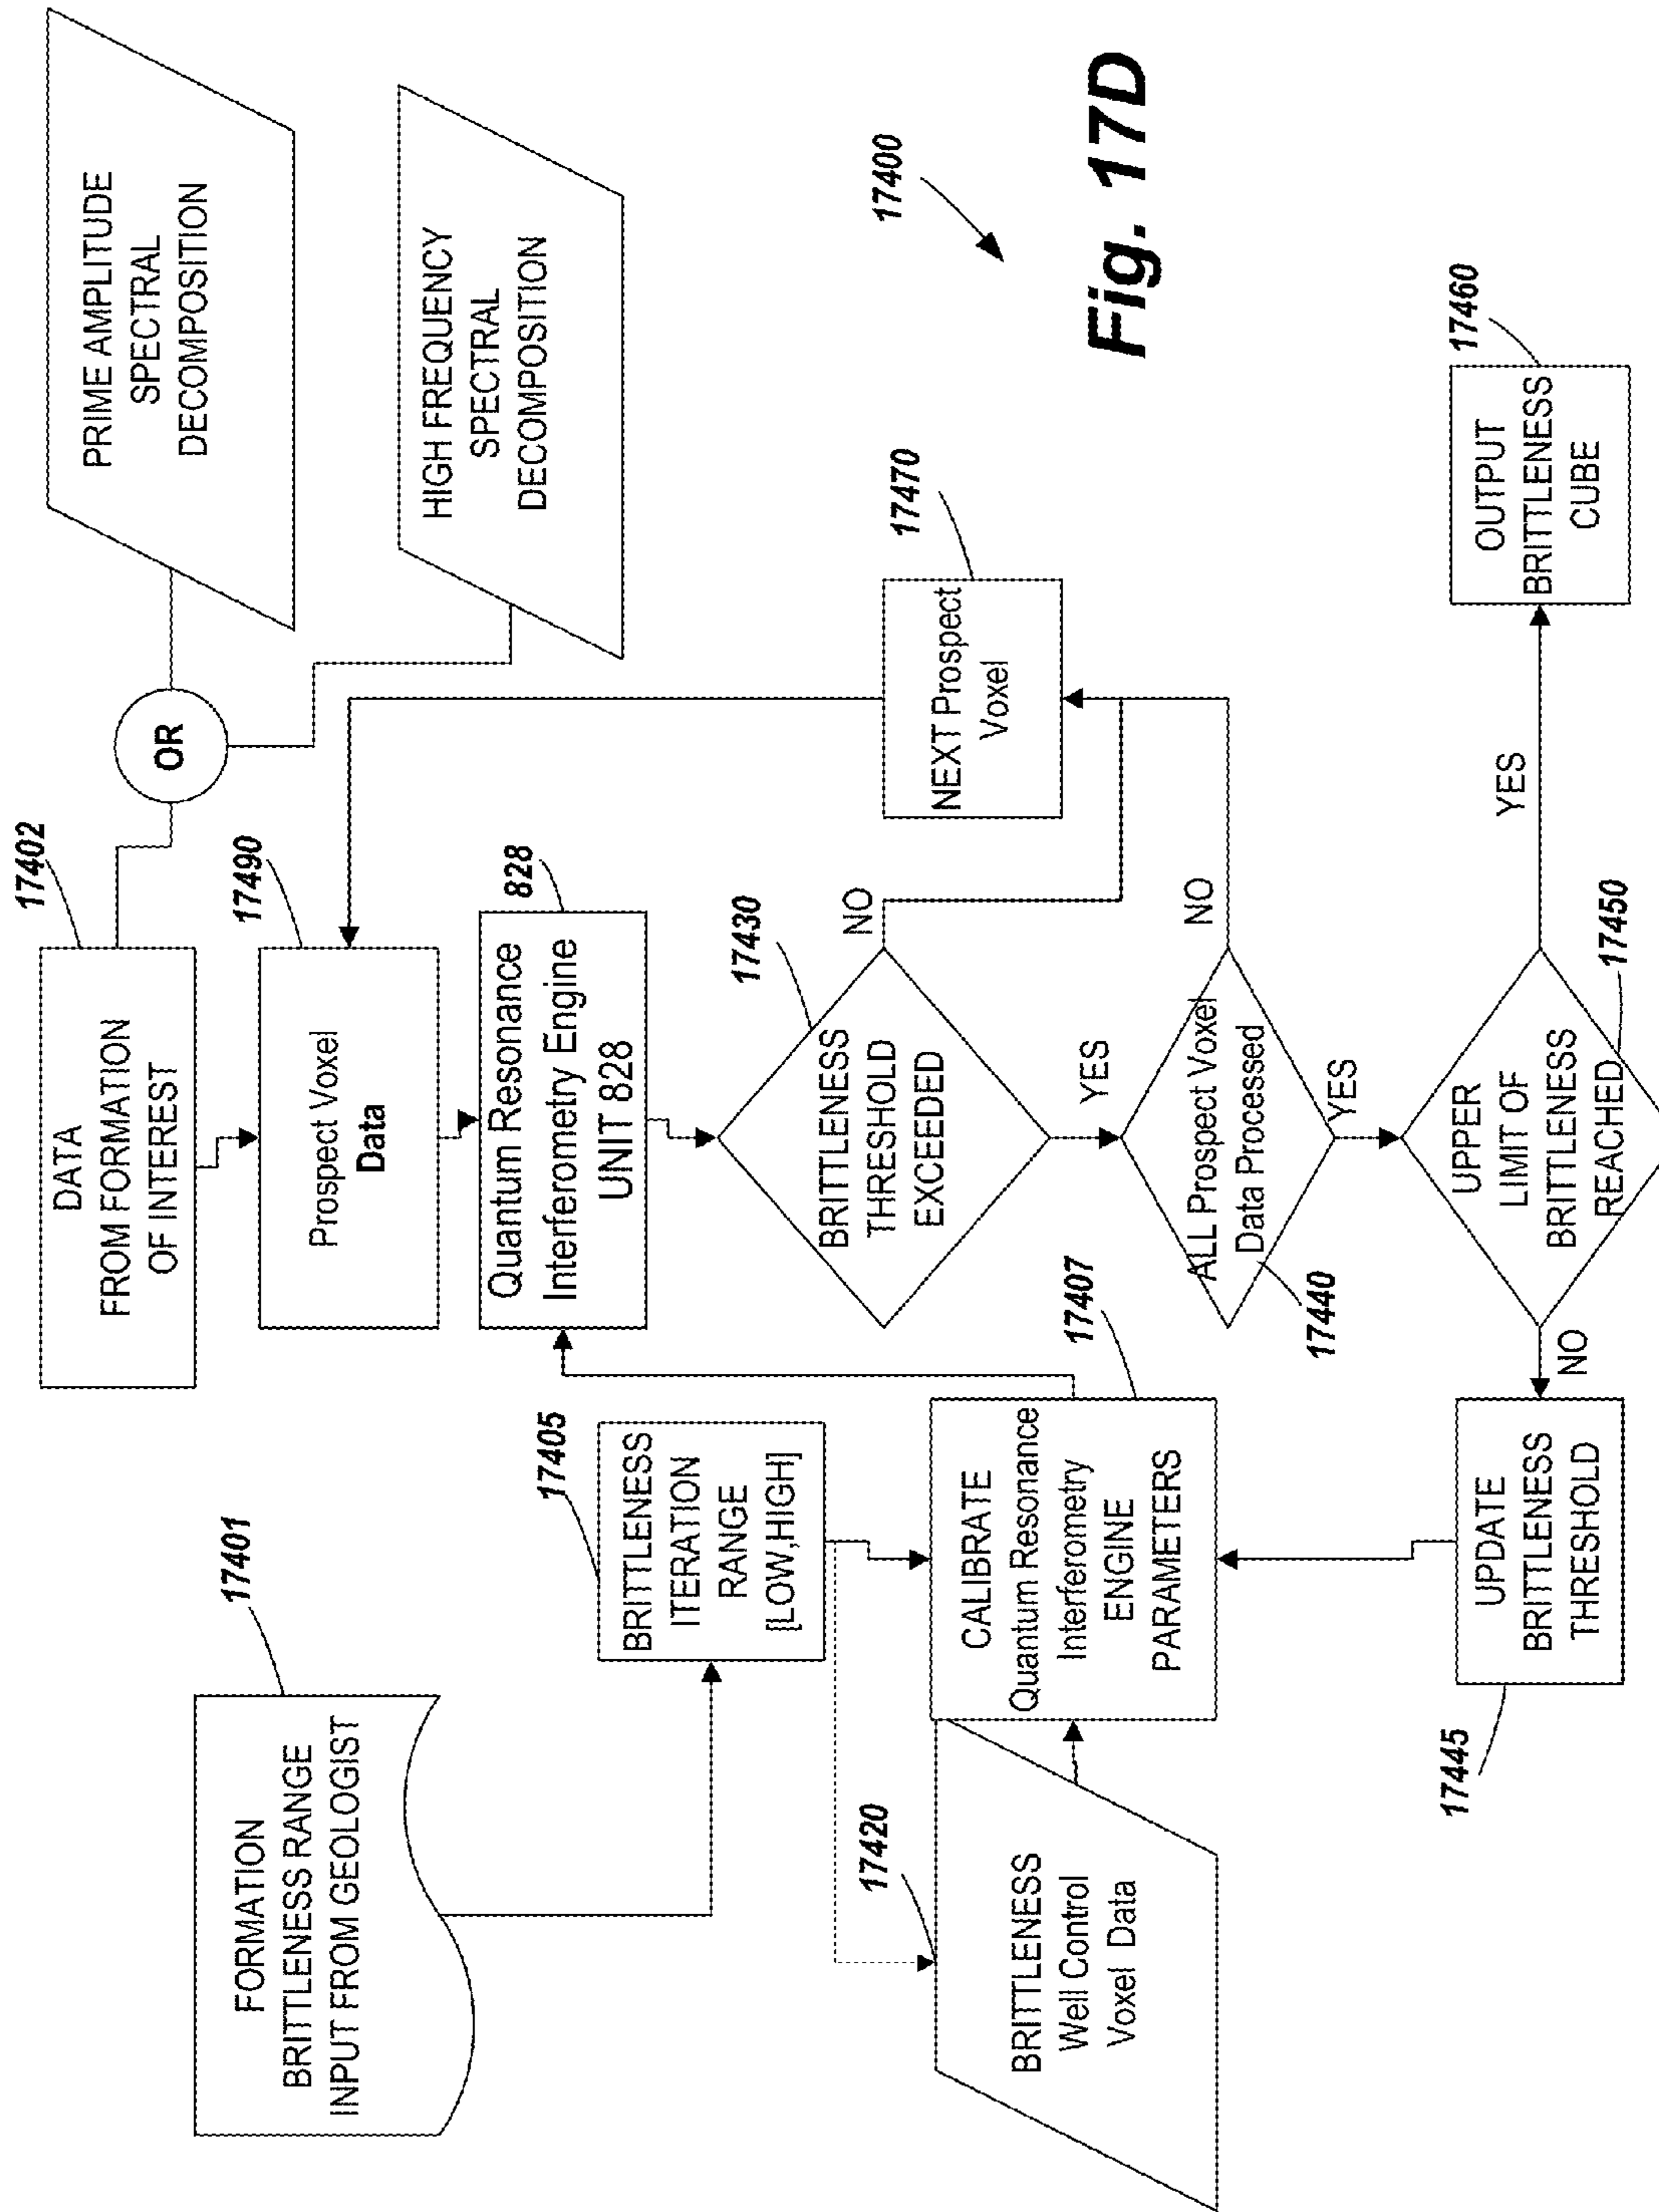 17401
FORMATION
BRITTLENESS RANGE
INPUT FROM GEOLOGIST
17402
DATA
FROM FORMATION
OF INTEREST
OR
PRIME AMPLITUDE
SPECTRAL
DECOMPOSITION
HIGH FREQUENCY
SPECTRAL
DECOMPOSITION
17490
Prospect Voxel
Data
828
Quantum Resonance
Interferometry Engine
UNIT 828
17405
BRITTLENESS
ITERATION
RANGE
[LOW,HIGH]
17430
BRITTLENESS
THRESHOLD
EXCEEDED
NO
YES
17470
NEXT Prospect
Voxel
17420
BRITTLENESS
Well Control
Voxel Data
17407
CALIBRATE
Quantum Resonance
Interferometry
ENGINE
PARAMETERS
ALL Prospect Voxel
Data Processed
17440
NO
YES
17445
UPDATE
BRITTLENESS
THRESHOLD
NO
UPPER
LIMIT OF
BRITTLENESS
REACHED
17450
YES
17460
OUTPUT
BRITTLENESS
CUBE
17400
Fig. 17D